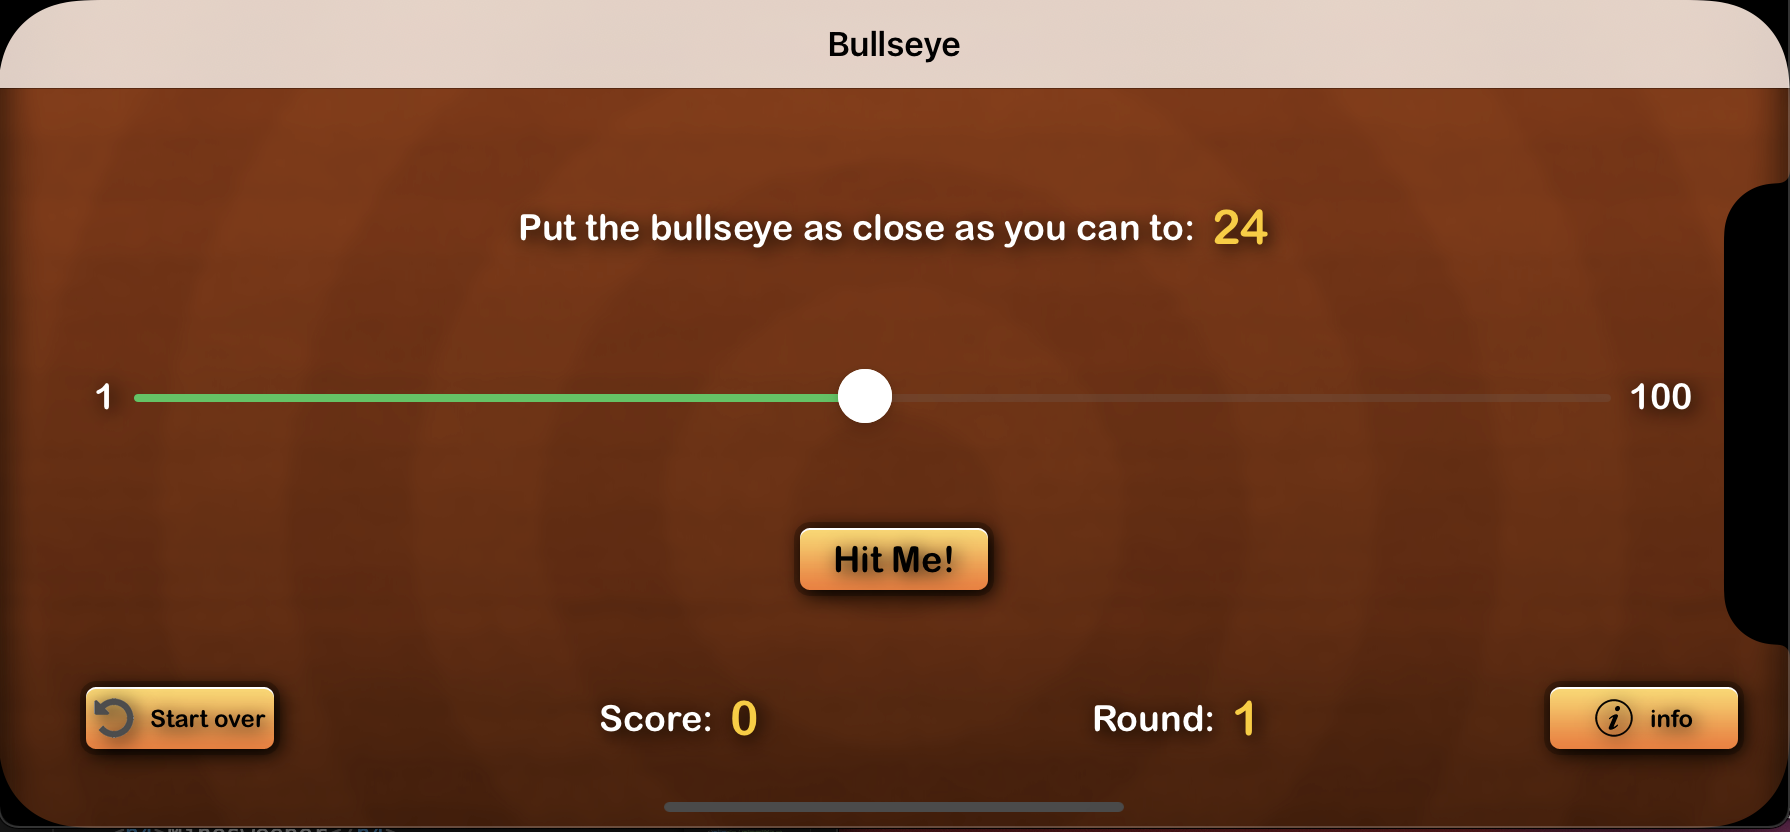 Bullseye
Put the bullseye as close as you can to: 24
1 100
Hit Me!
Start over Score: 0 Round: 1 info